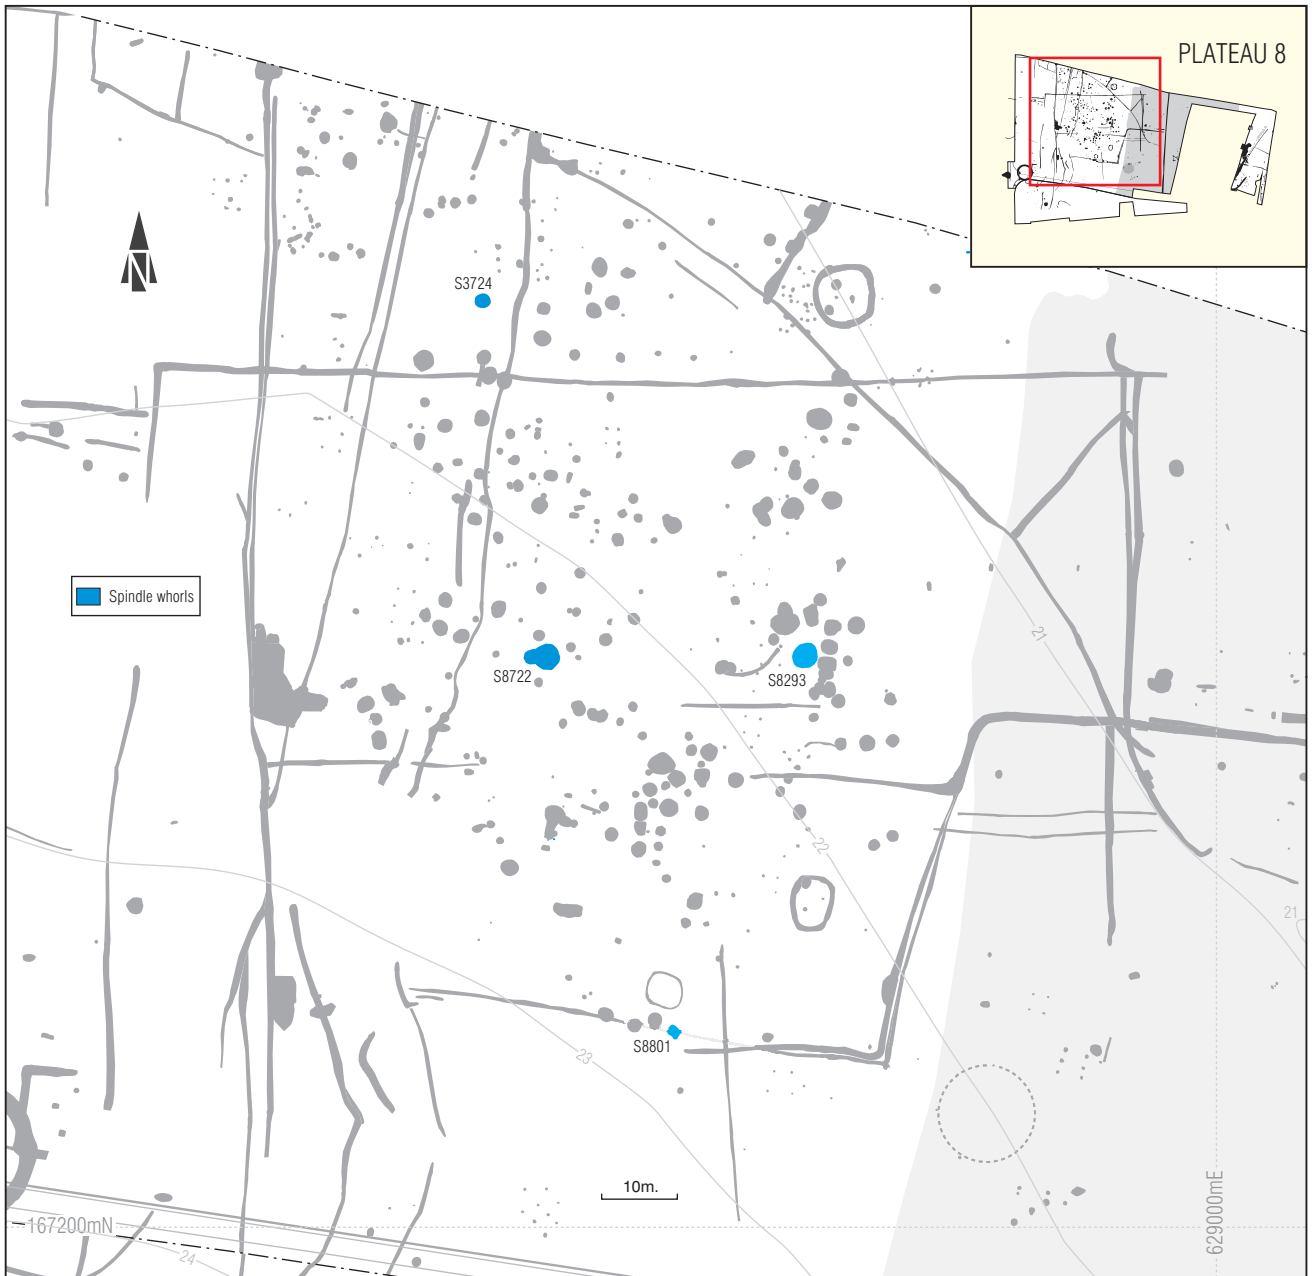 PLATEAU 8
N
S3724
Spindle whorls
21
S8722
S8293
22
21
S8801
23
10m.
629000mE
167200mN
24